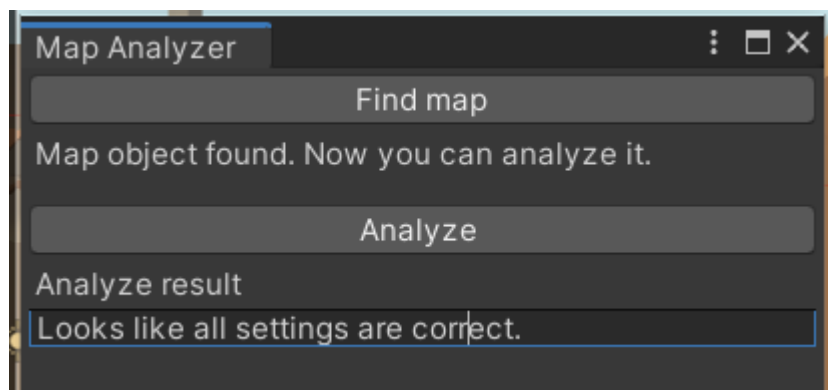 Map Analyzer
Find map
Map object found. Now you can analyze it.
Analyze
Analyze result
Looks like all settings are correct.